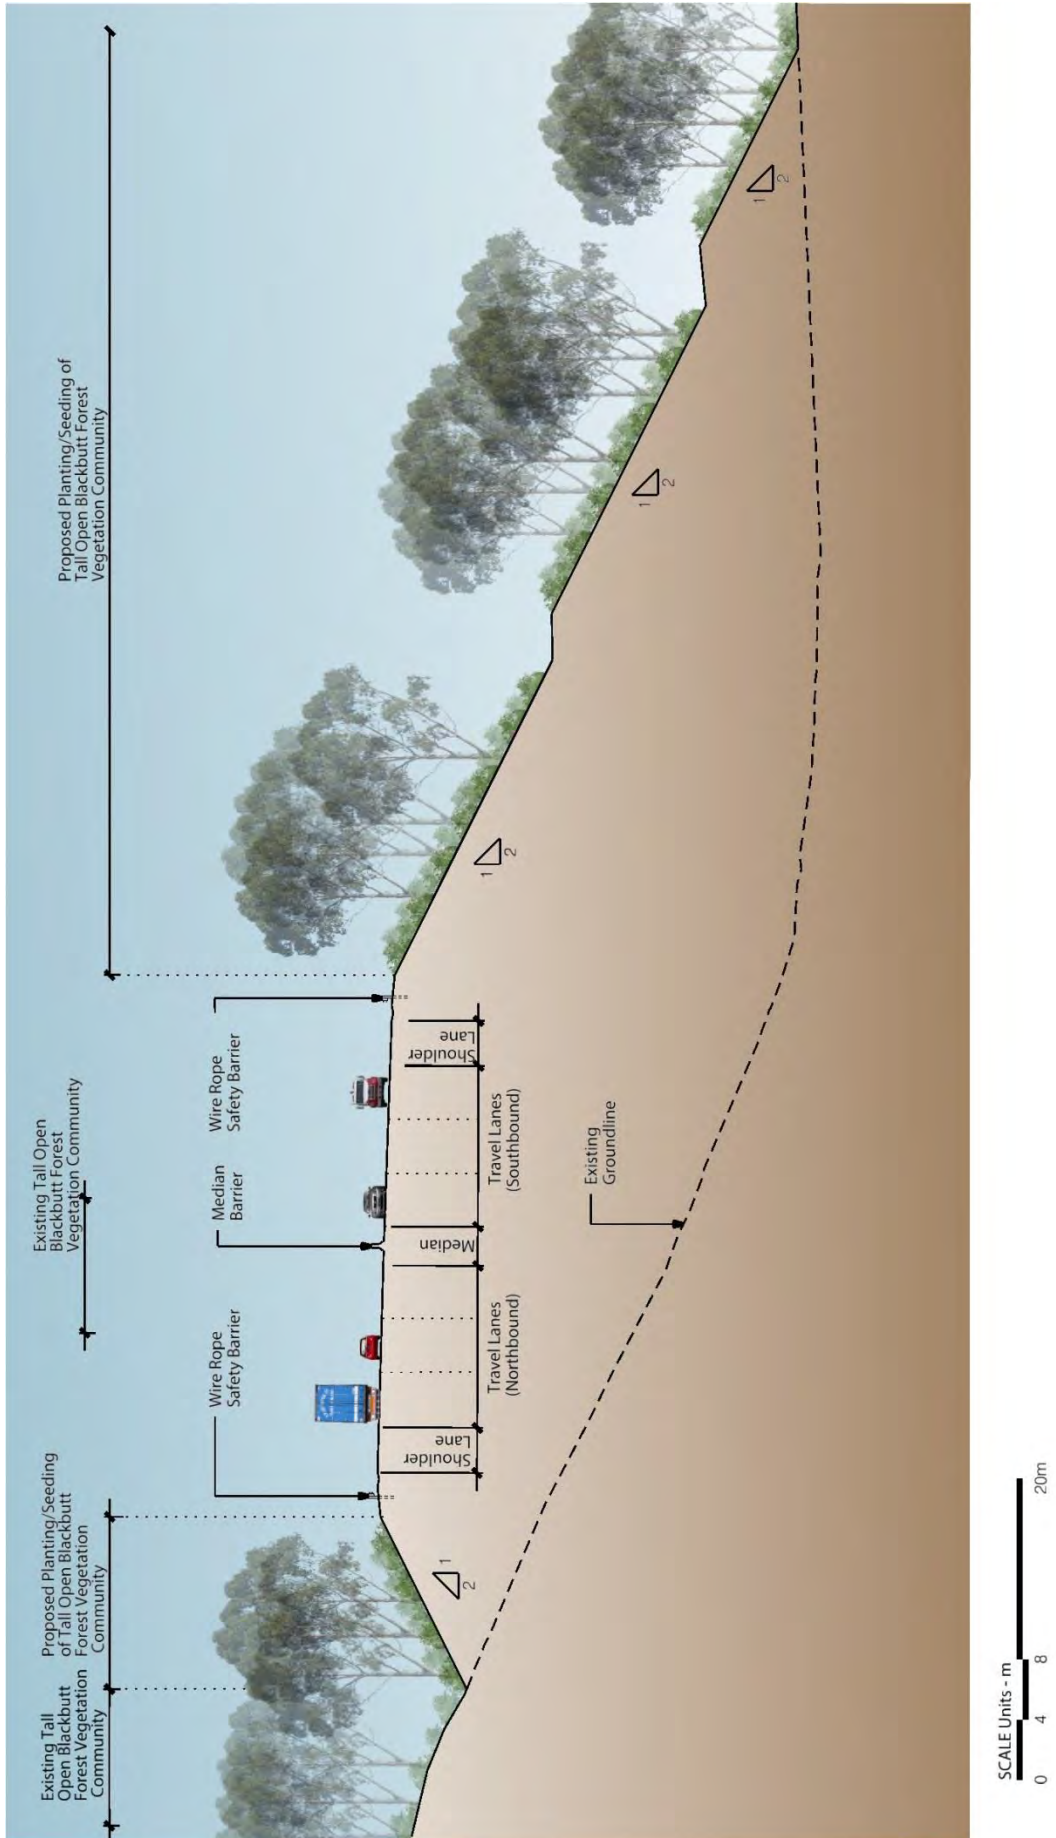 Existing Tall
Open Blackbutt
Forest Vegetation
Community
Proposed Planting/Seeding
of Tall Open Blackbutt
Forest Vegetation
Community
Existing Tall Open
Blackbutt Forest
Vegetation Community
Proposed Planting/Seeding of
Tall Open Blackbutt Forest
Vegetation Community
Wire Rope
Safety Barrier
Median
Barrier
Wire Rope
Safety Barrier
Shoulder
Lane
Median
Shoulder
Lane
Travel Lanes
(Northbound)
Travel Lanes
(Southbound)
Existing
Groundline
1
2
1
2
1
2
1
2
SCALE Units - m
0
4
8
20m